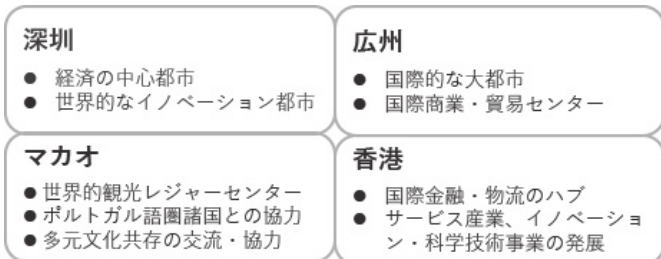 深圳
● 経済の中心都市
● 世界的なイノベーション都市
広州
● 国際的な大都市
● 国際商業・貿易センター
マカオ
● 世界的観光レジャーセンター
● ポルトガル語圏諸国との協力
● 多元文化共存の交流・協力
香港
● 国際金融・物流のハブ
● サービス産業、イノベーショ
ン・科学技術事業の発展